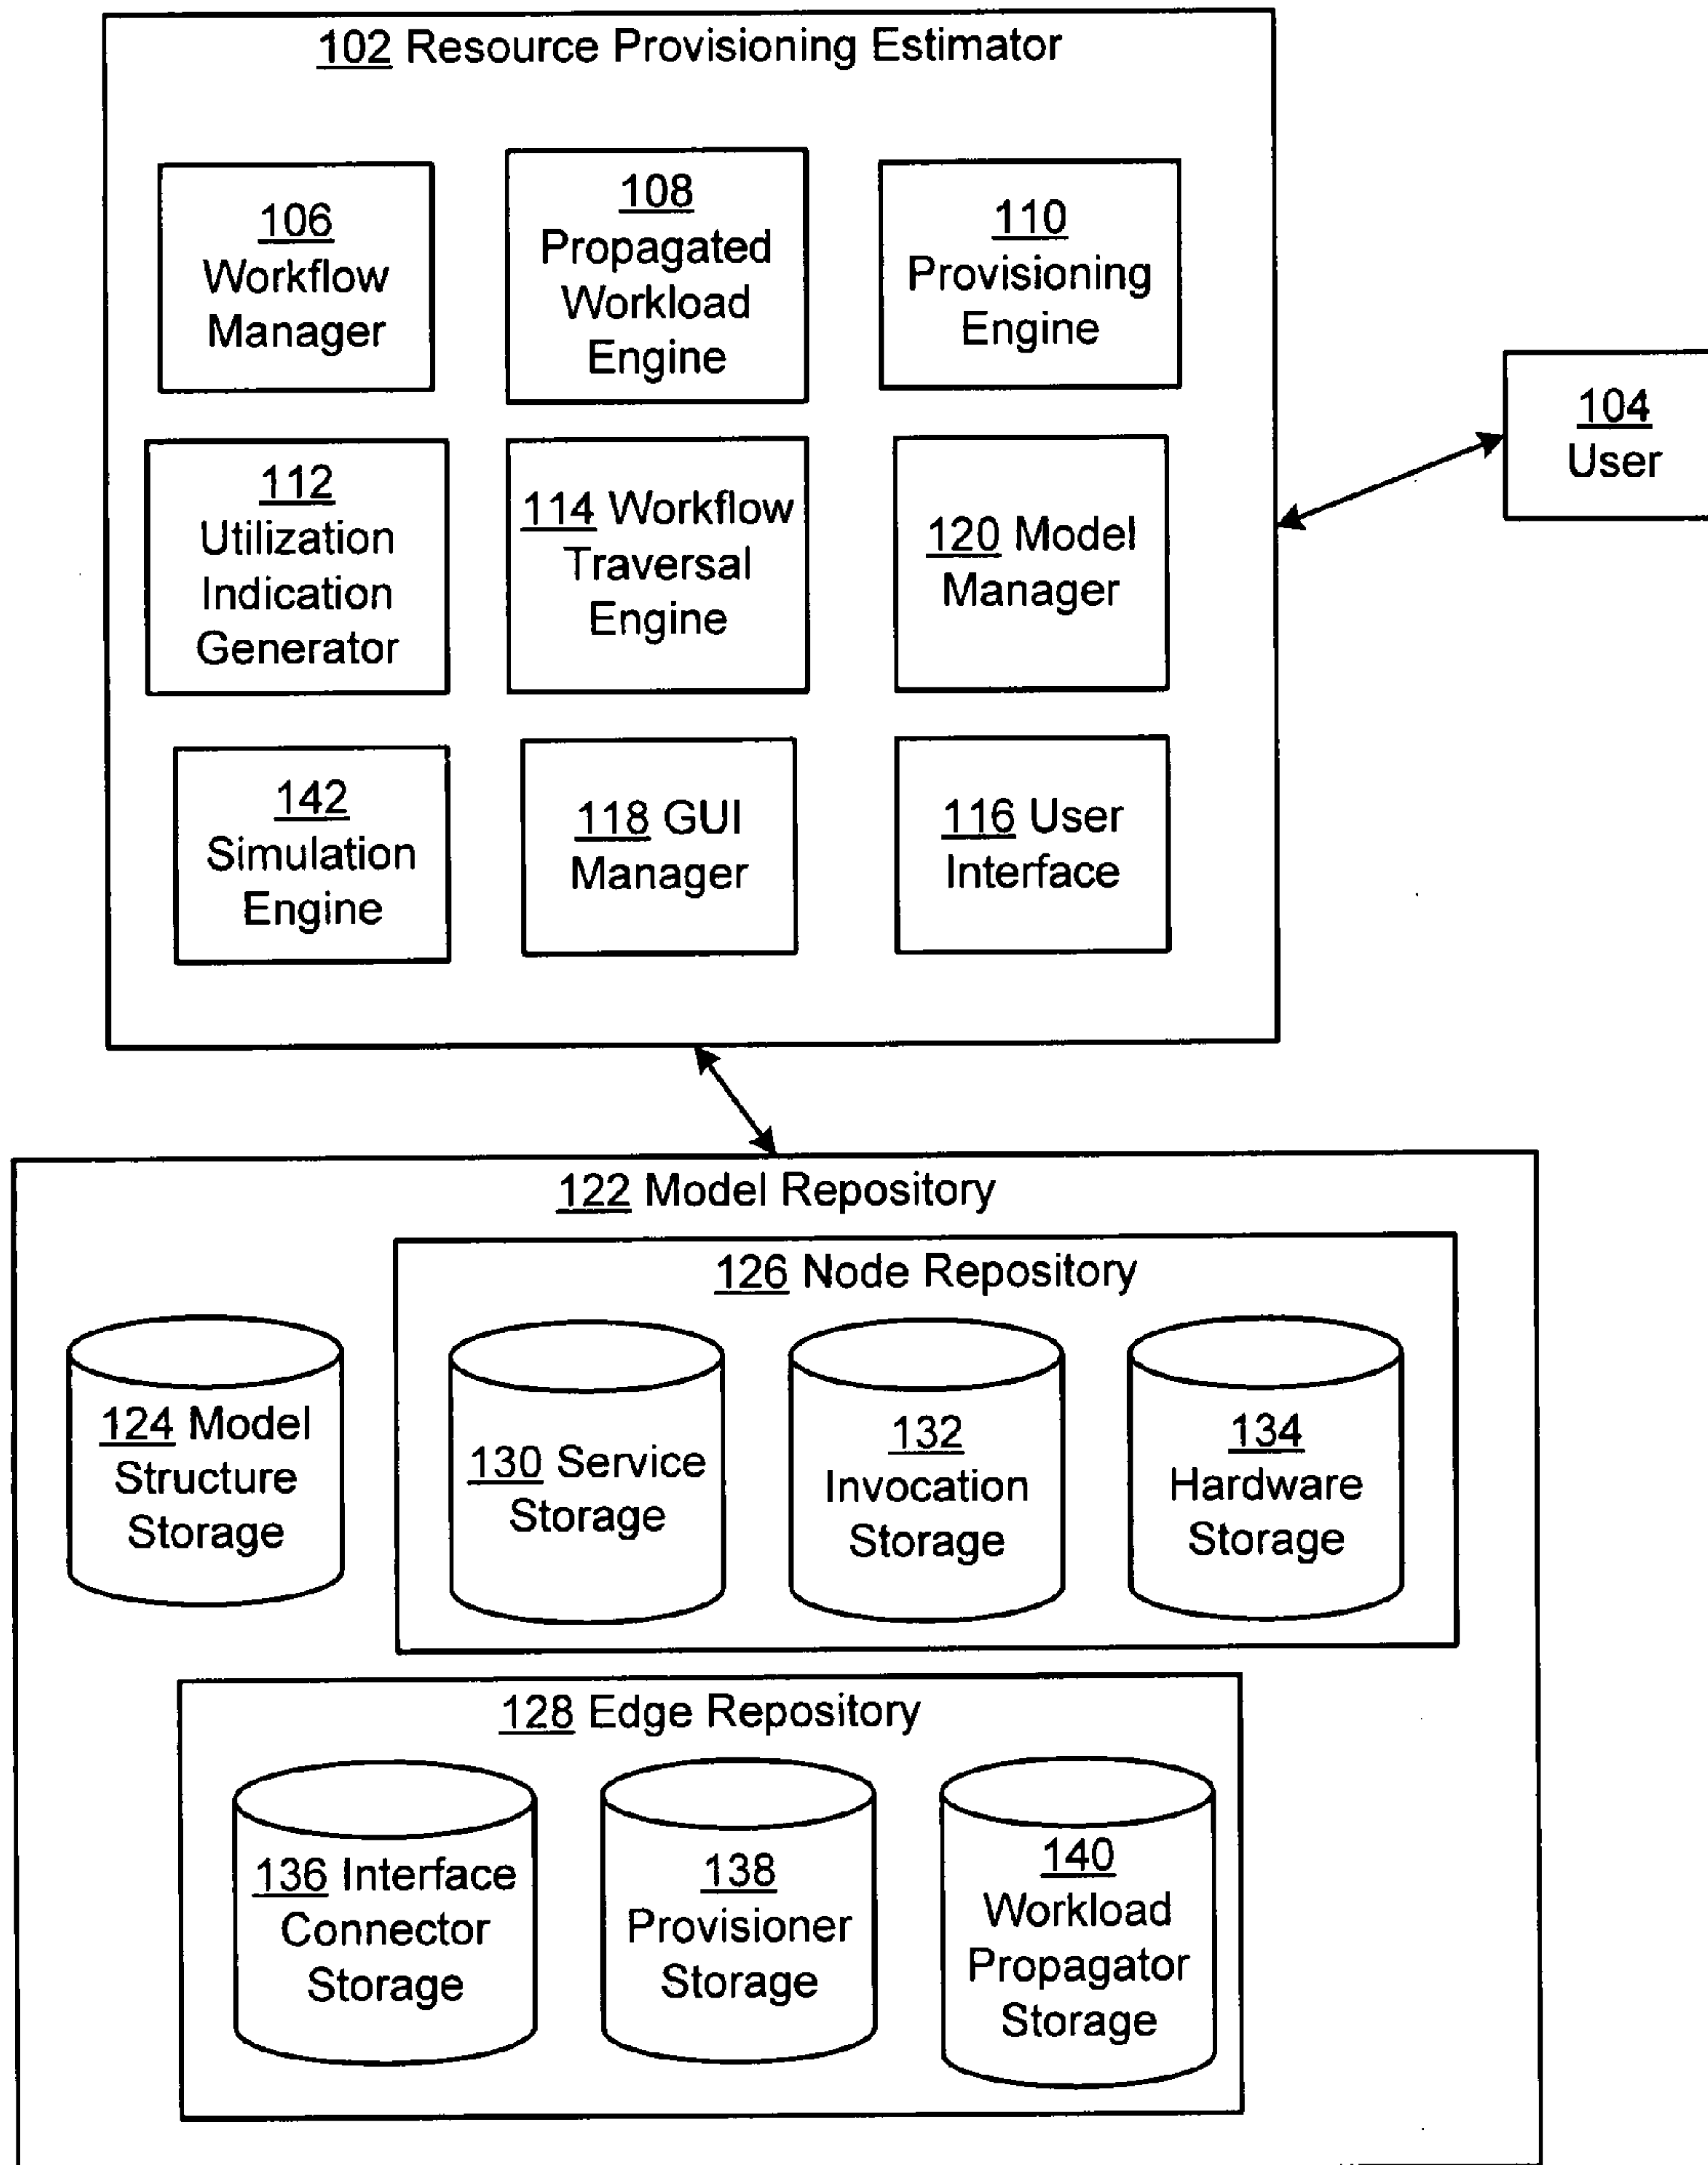 102 Resource Provisioning Estimator
106
Workflow
Manager
108
Propagated
Workload
Engine
110
Provisioning
Engine
104
User
112
Utilization
Indication
Generator
114 Workflow
Traversal
Engine
120 Model
Manager
142
Simulation
Engine
118 GUI
Manager
116 User
Interface
122 Model Repository
126 Node Repository
124 Model
Structure
Storage
130 Service
Storage
132
Invocation
Storage
134
Hardware
Storage
128 Edge Repository
136 Interface
Connector
Storage
138
Provisioner
Storage
140
Workload
Propagator
Storage